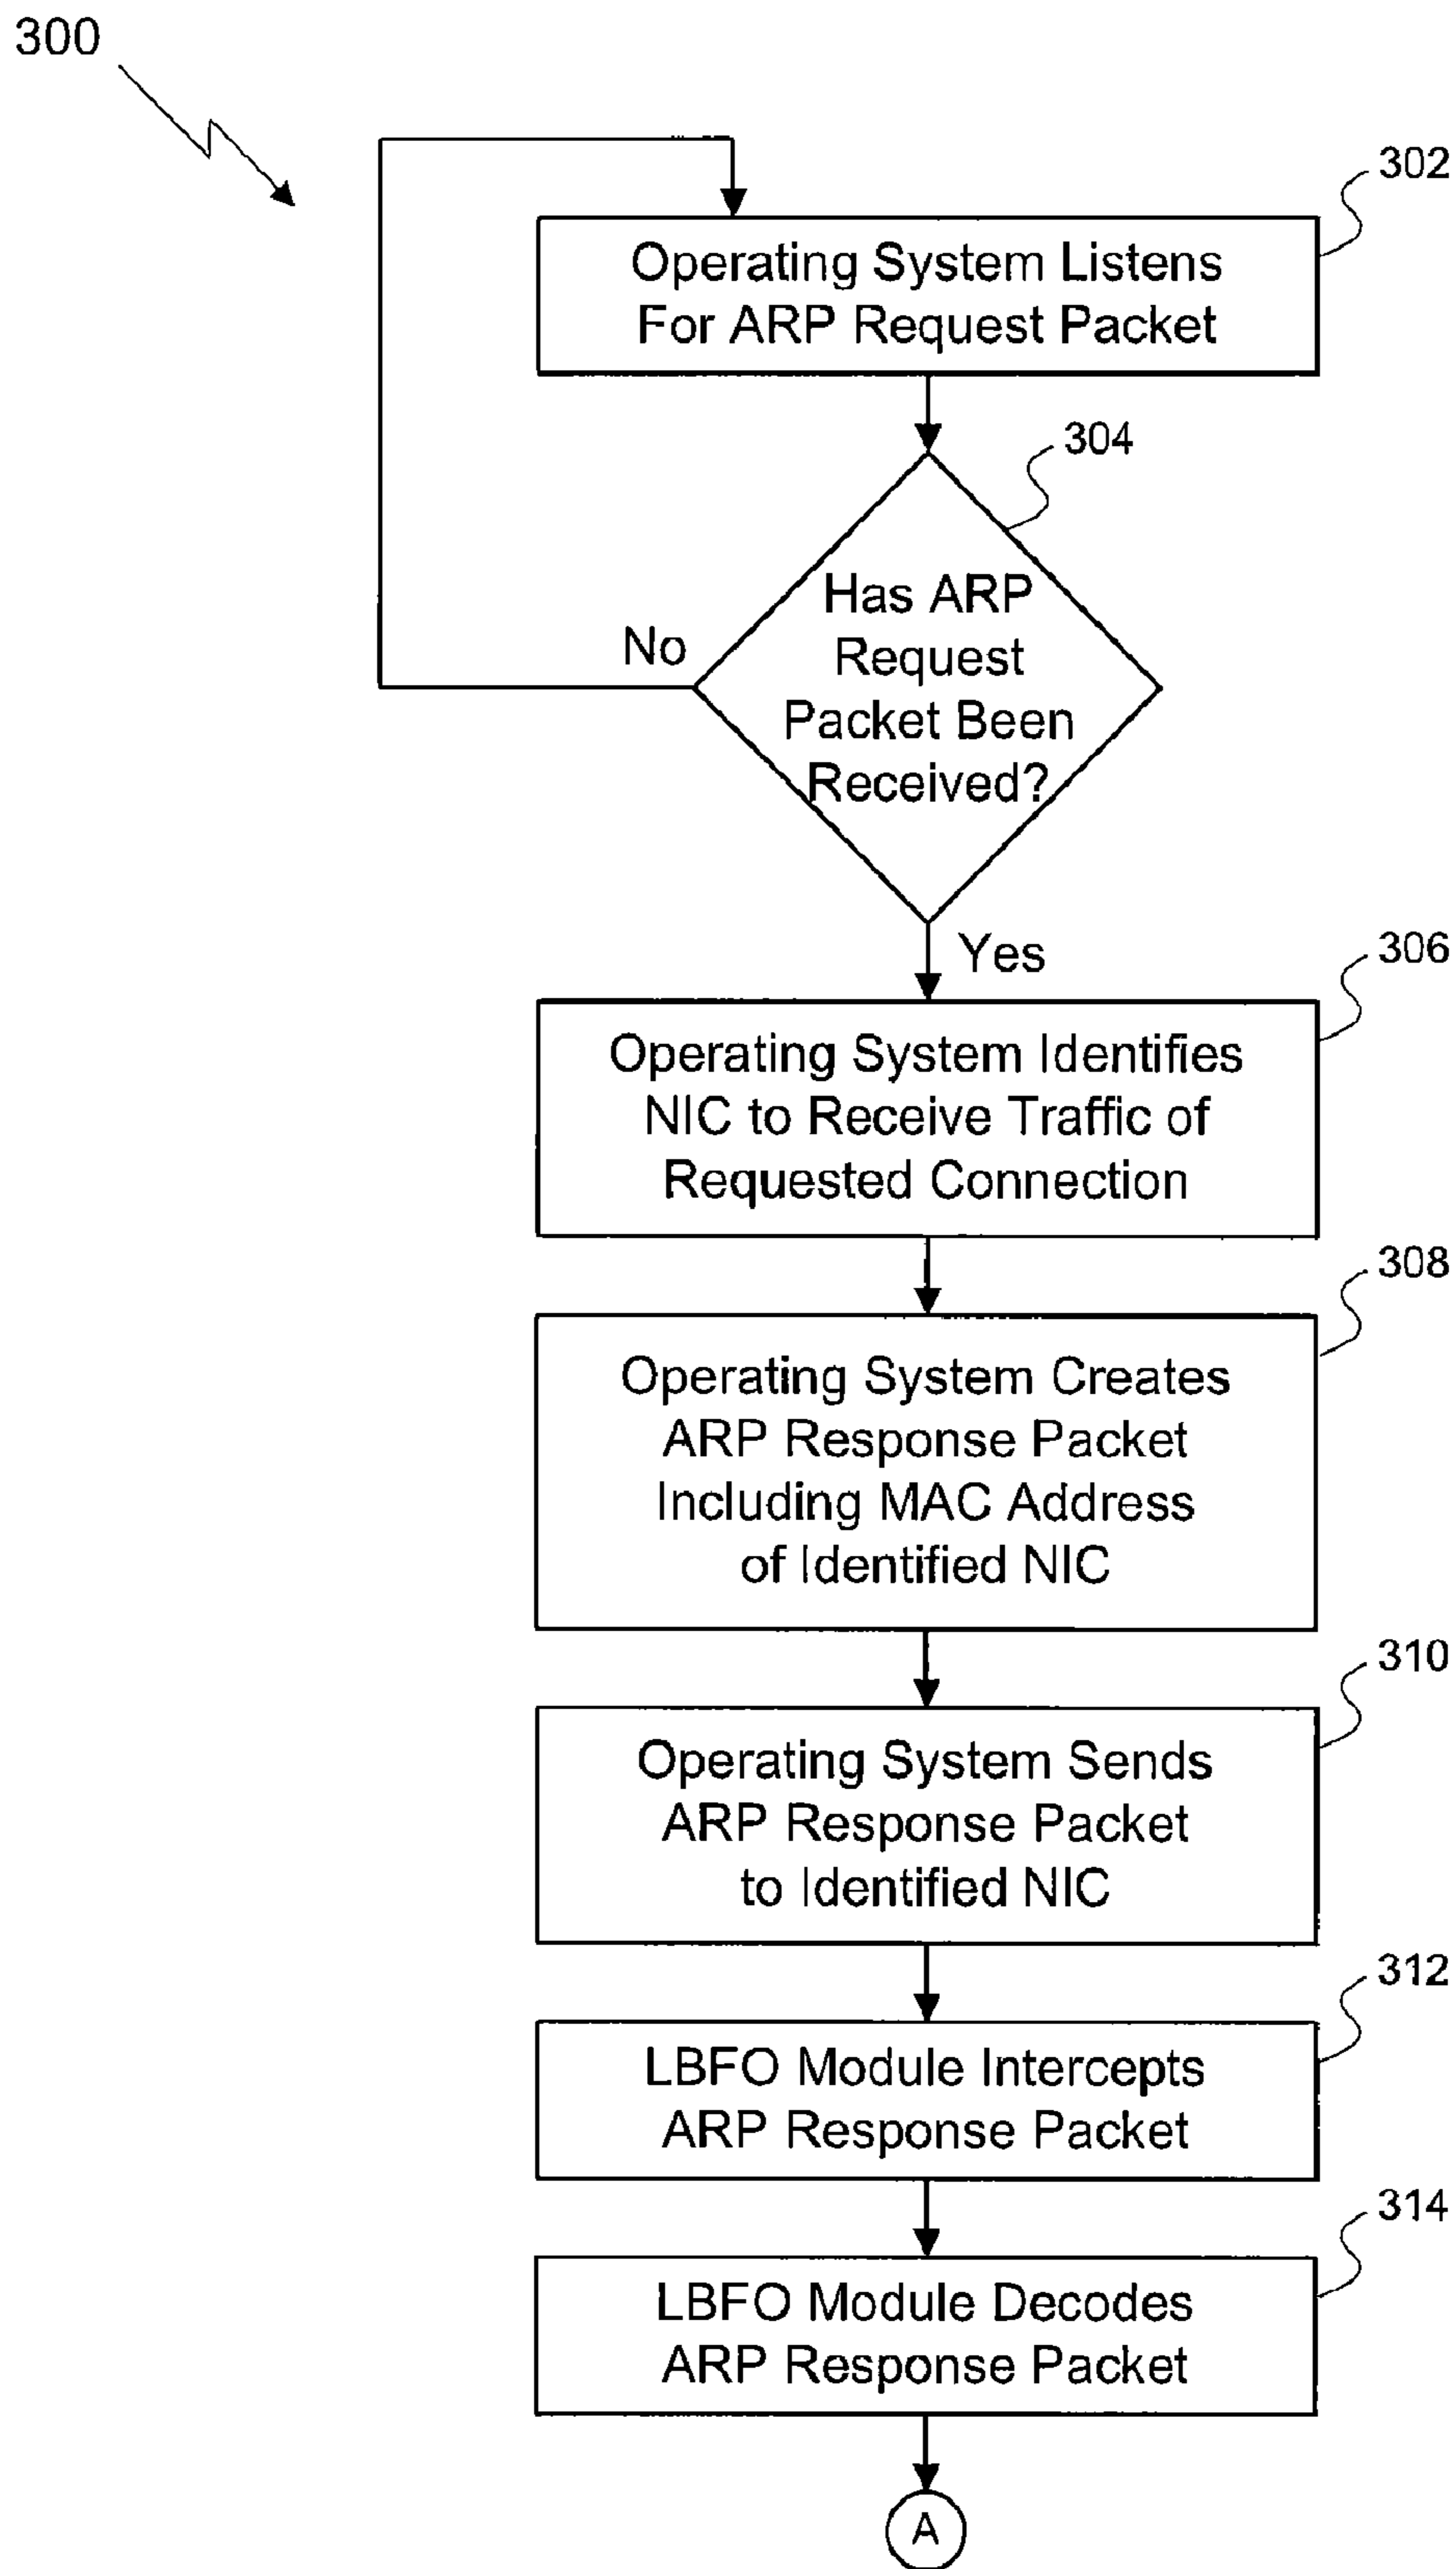 300
302
Operating System Listens
For ARP Request Packet
304
Has ARP
Request
Packet Been
Received?
No
Yes
306
Operating System Identifies
NIC to Receive Traffic of
Requested Connection
308
Operating System Creates
ARP Response Packet
Including MAC Address
of Identified NIC
310
Operating System Sends
ARP Response Packet
to Identified NIC
312
LBFO Module Intercepts
ARP Response Packet
314
LBFO Module Decodes
ARP Response Packet
A